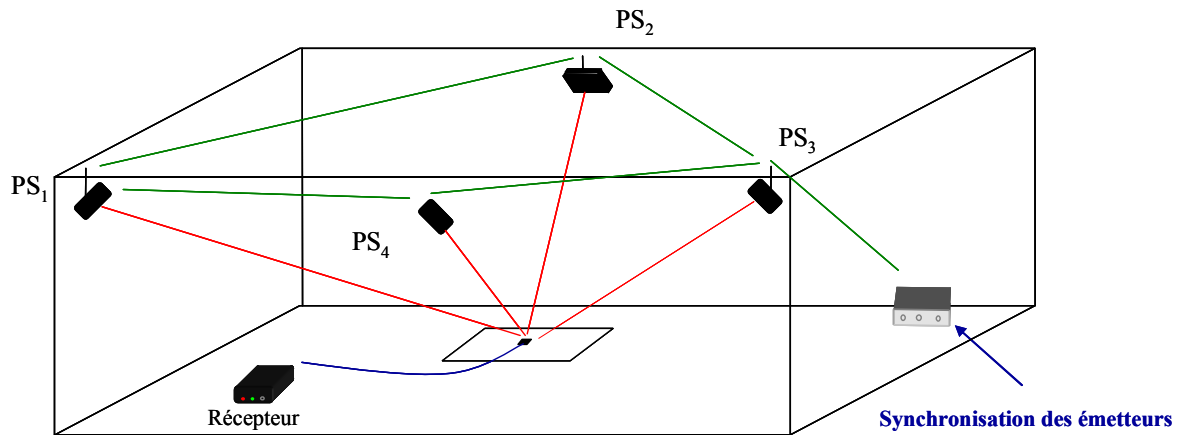 PS₂
PS₃
PS₁
PS₄
Récepteur
Synchronisation des émetteurs